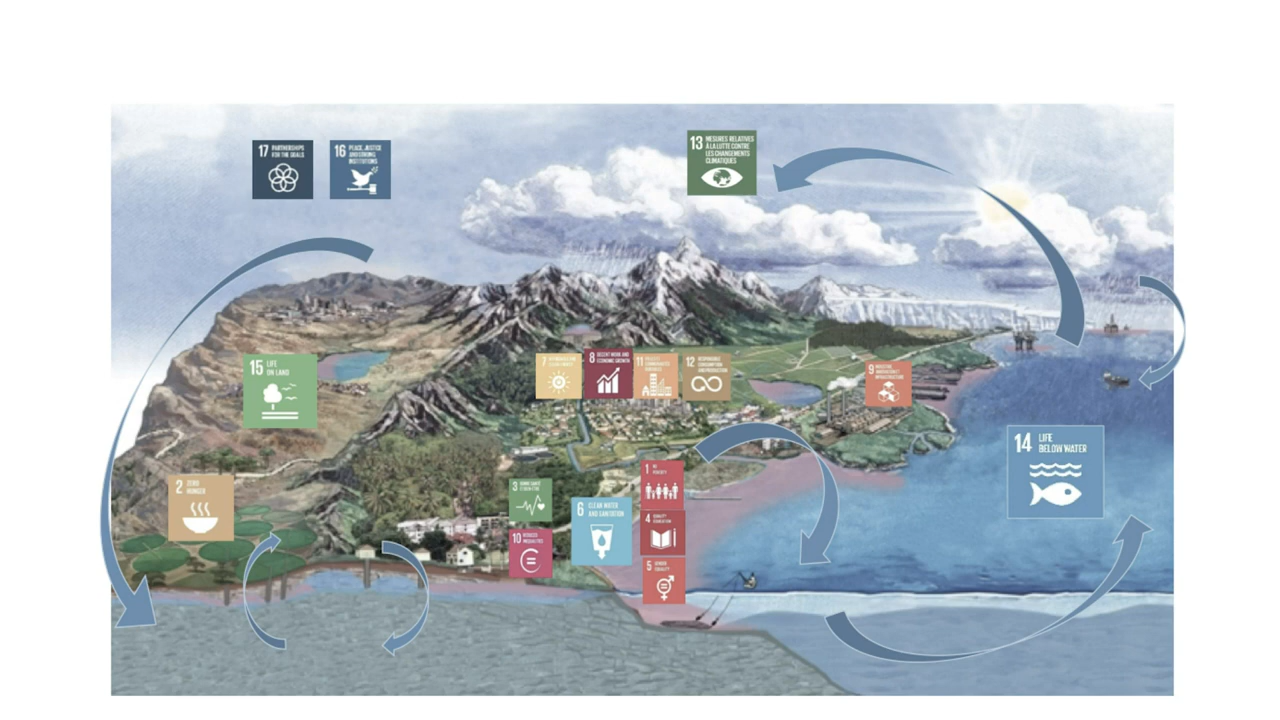 17 PARTNERSHIPS
FOR THE GOALS
16 PEACE, JUSTICE
AND STRONG
INSTITUTIONS
13 MESURES RELATIVES
À LA LUTTE CONTRE
LES CHANGEMENTS
CLIMATIQUES
15 LIFE
ON LAND
7
8 DECENT WORK AND
ECONOMIC GROWTH
11
12 RESPONSIBLE
CONSUMPTION
AND PRODUCTION
9
14 LIFE
BELOW WATER
2 ZERO
HUNGER
3
6 CLEAN WATER
AND SANITATION
1 NO
POVERTY
4 QUALITY
EDUCATION
10 REDUCED
INEQUALITIES
5 GENDER
EQUALITY